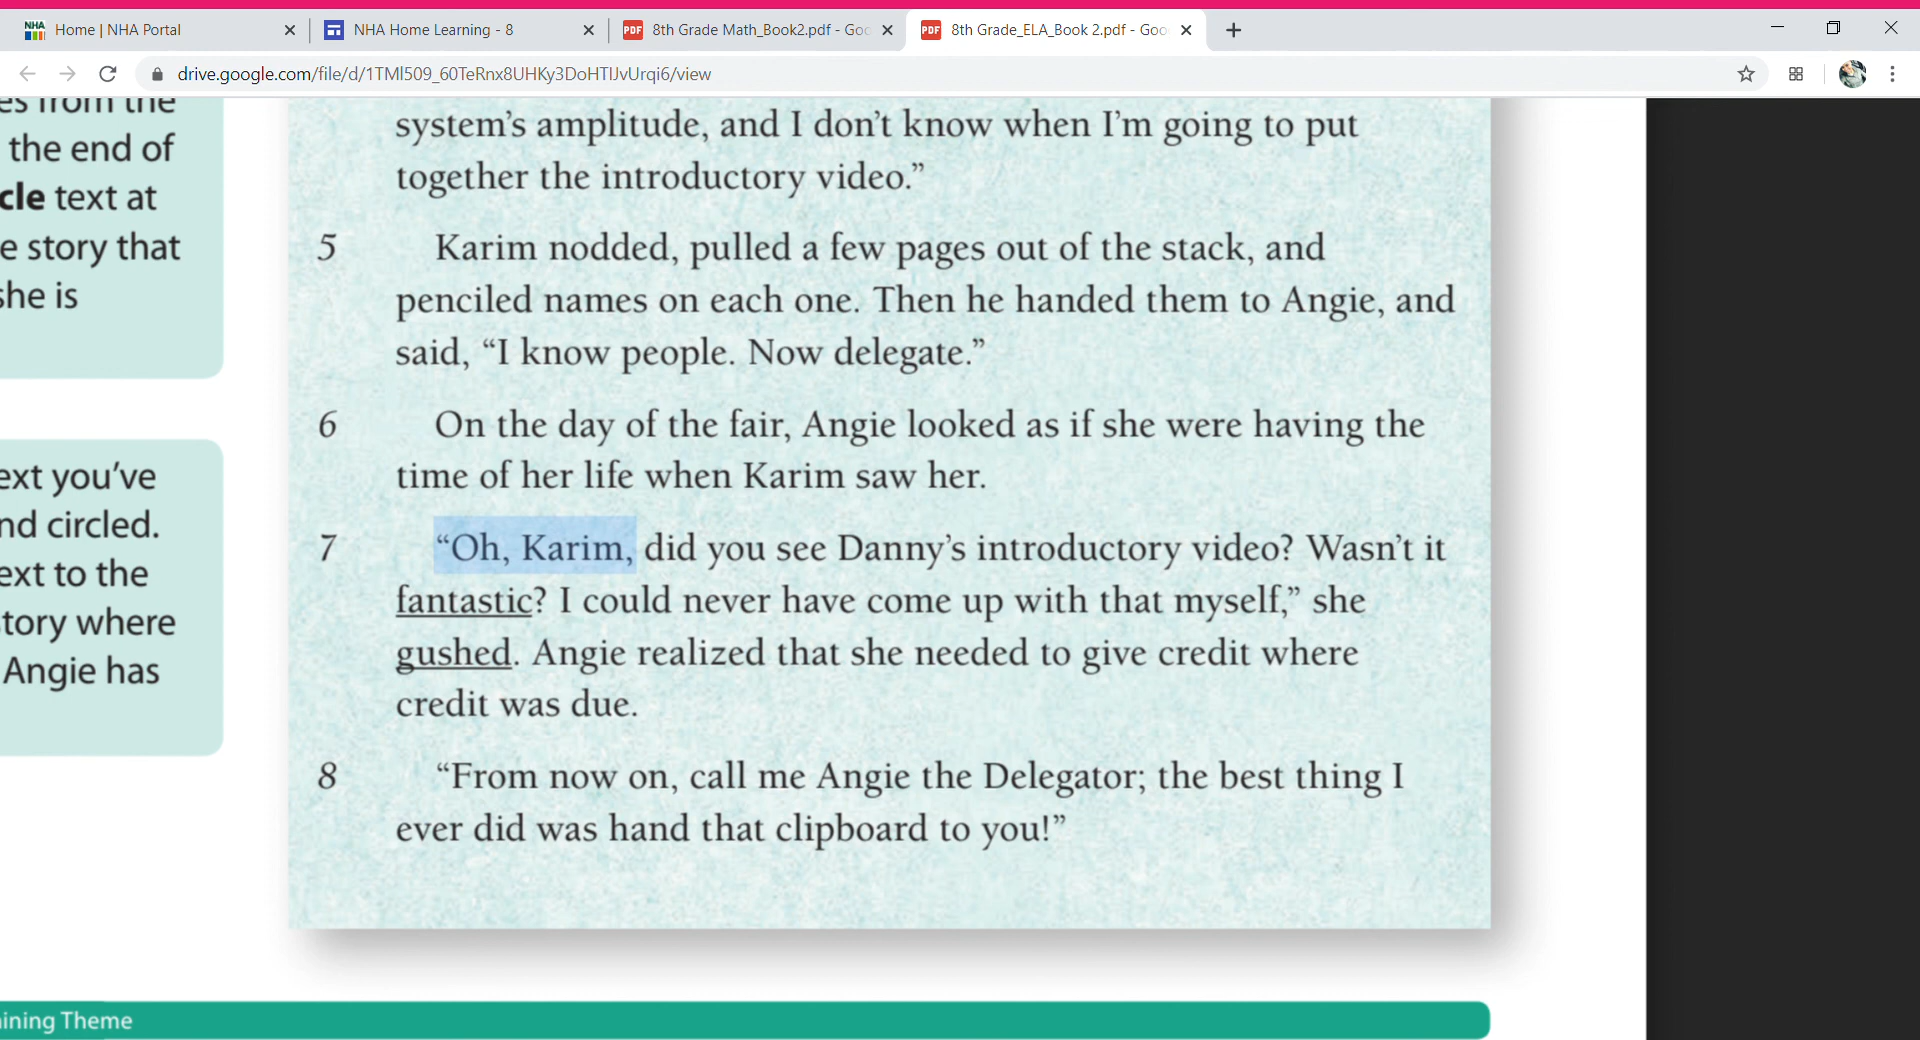 NHA
Home | NHA Portal
NHA Home Learning - 8
PDF
8th Grade Math_Book2.pdf - Goo
PDF
8th Grade_ELA_Book 2.pdf - Goo
drive.google.com/file/d/1TMl509_60TeRnx8UHKy3DoHTIJvUrqi6/view
es from the
the end of
cle text at
e story that
she is
ext you've
nd circled.
ext to the
tory where
Angie has
system's amplitude, and I don't know when I'm going to put
together the introductory video.”
5 Karim nodded, pulled a few pages out of the stack, and
penciled names on each one. Then he handed them to Angie, and
said, “I know people. Now delegate.”
6 On the day of the fair, Angie looked as if she were having the
time of her life when Karim saw her.
7 “Oh, Karim, did you see Danny's introductory video? Wasn't it
fantastic? I could never have come up with that myself,” she
gushed. Angie realized that she needed to give credit where
credit was due.
8 “From now on, call me Angie the Delegator; the best thing I
ever did was hand that clipboard to you!”
ining Theme